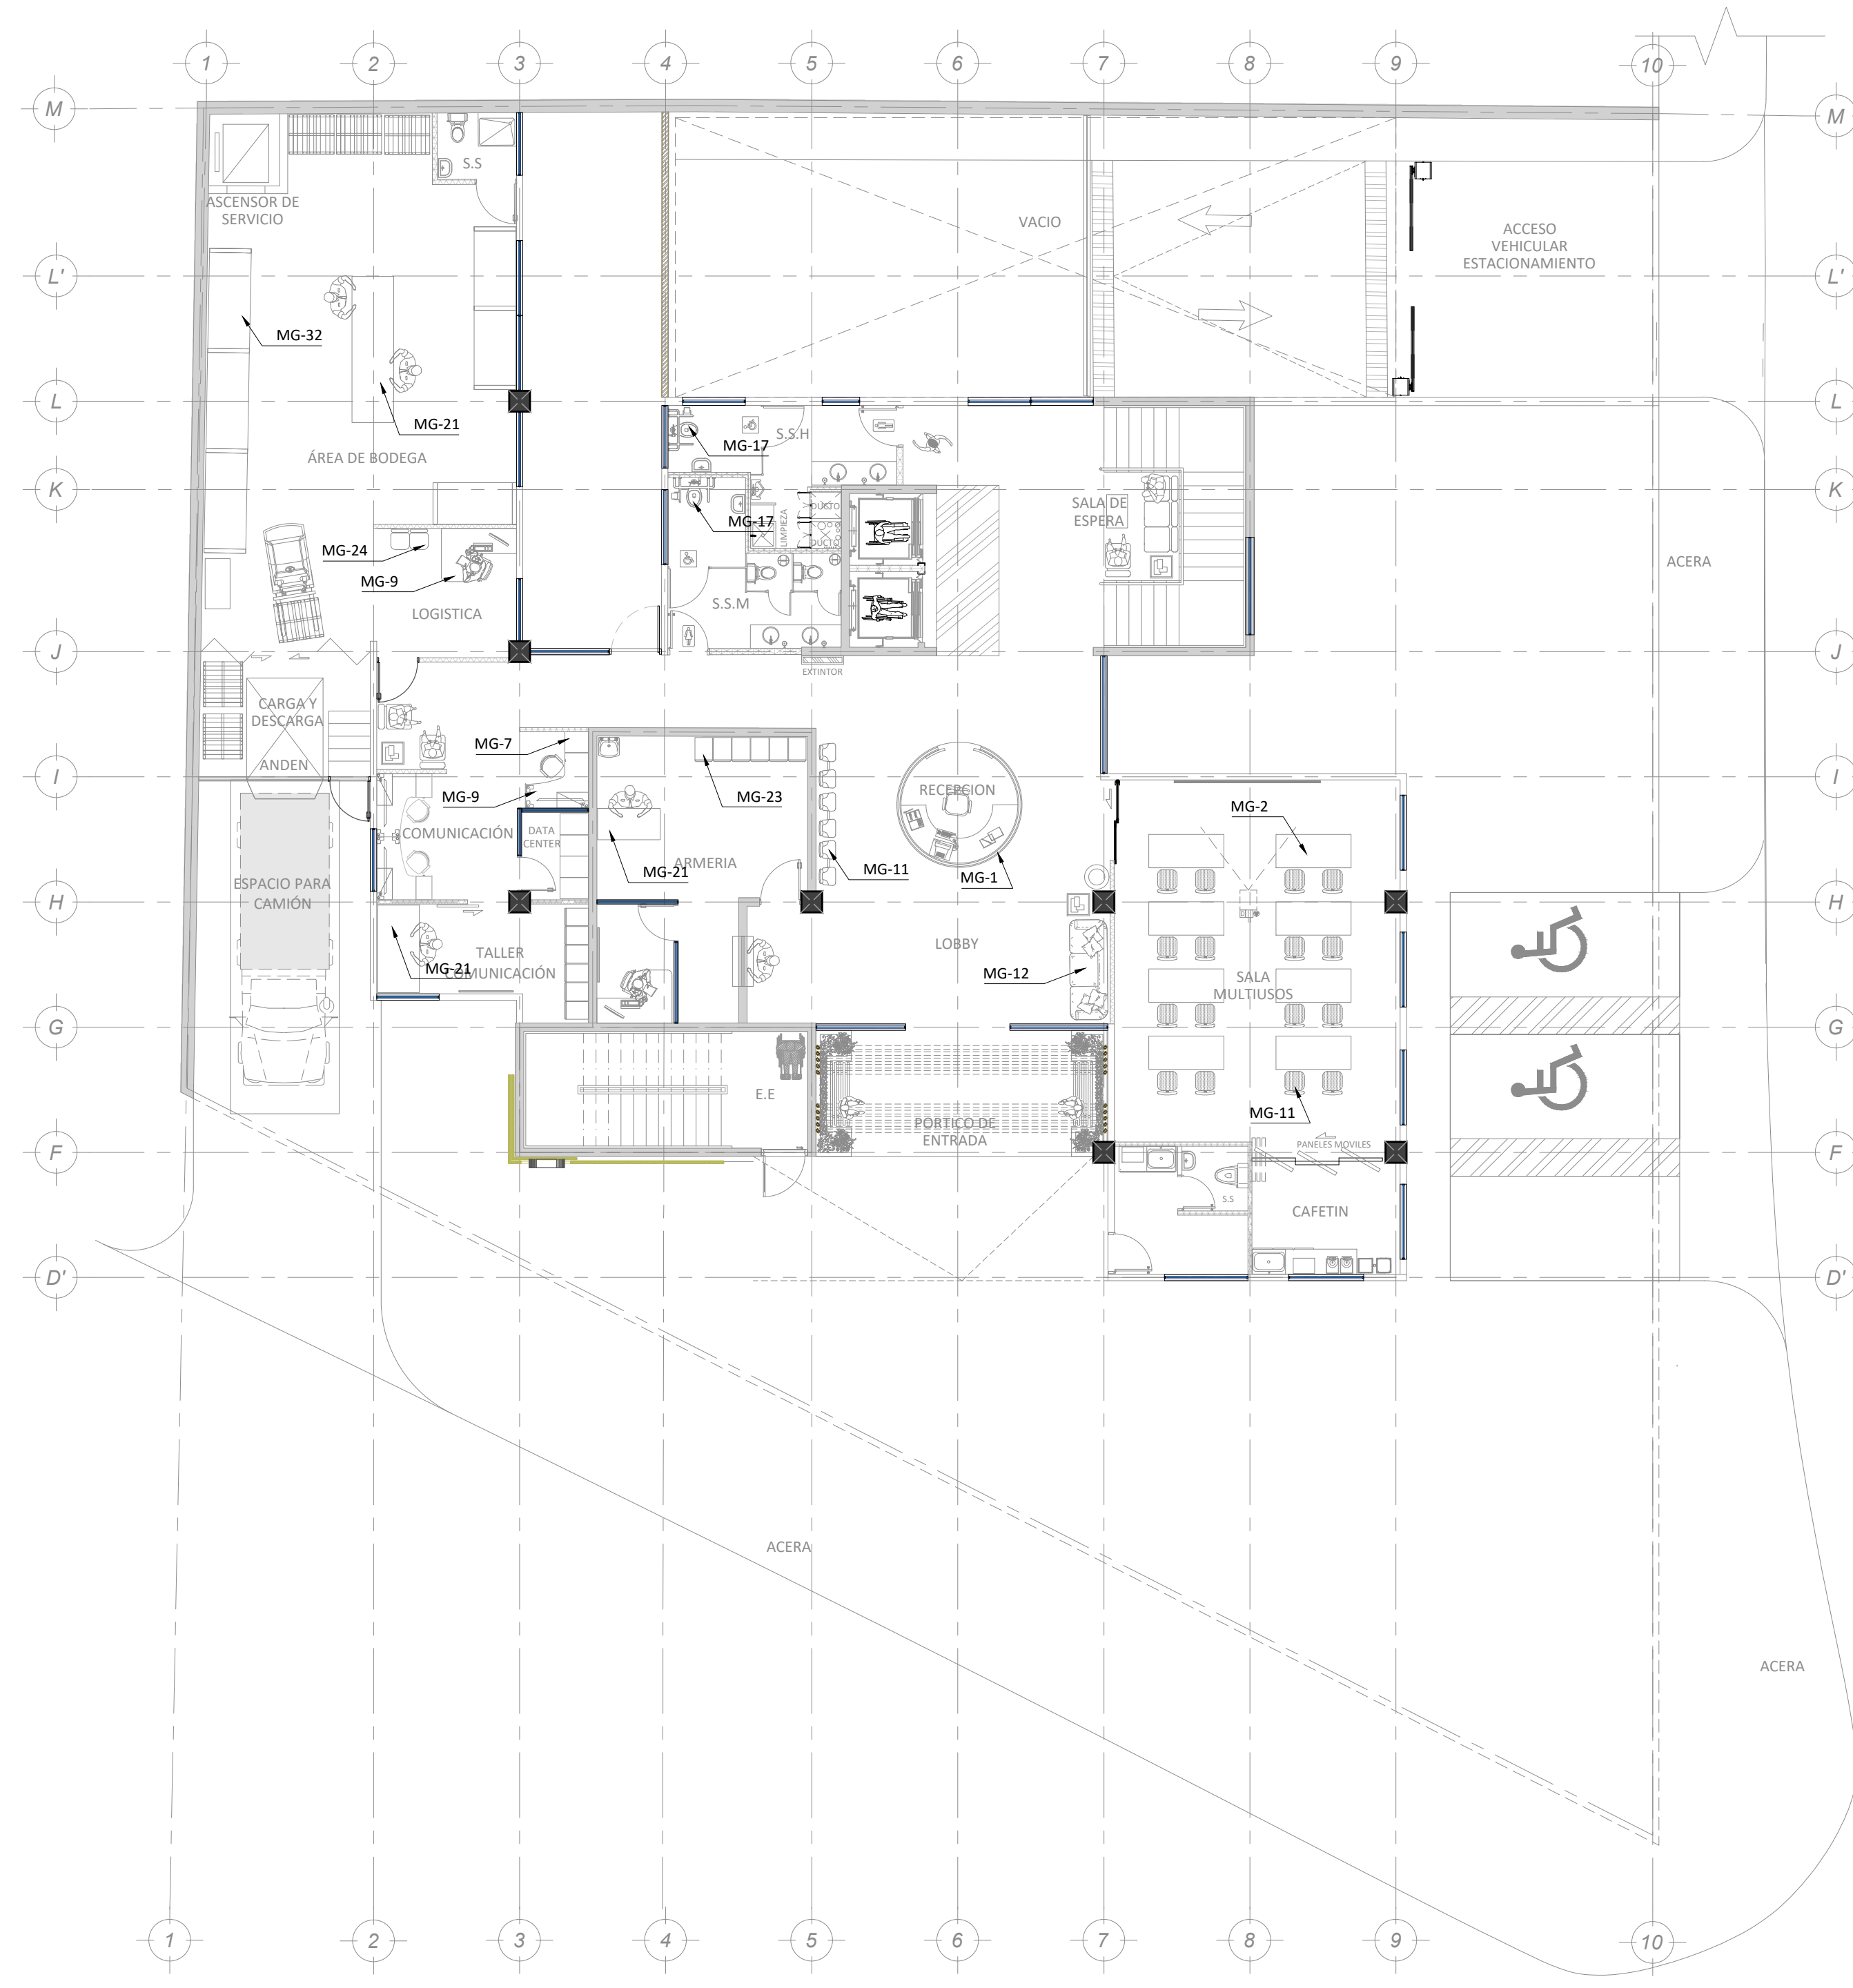 1 2 3 4 5 6 7 8 9 10
M M
S.S
ASCENSOR DE
SERVICIO
VACIO
ACCESO
VEHICULAR
ESTACIONAMIENTO
L' L'
MG-32
L L
MG-21
MG-17
S.S.H
ÁREA DE BODEGA
K K
SALA DE
ESPERA
DUCTO
MG-17
LIMPIEZA
DUCTO
MG-24
MG-9
ACERA
LOGISTICA
S.S.M
J J
EXTINTOR
CARGA Y
DESCARGA
ANDEN
MG-7
I I
MG-9
MG-23
RECEPCION
MG-2
COMUNICACIÓN
DATA
CENTER
ARMERIA
MG-21
MG-11
MG-1
ESPACIO PARA
CAMIÓN
H H
LOBBY
TALLER
COMUNICACIÓN
MG-21
MG-12
SALA
MULTIUSOS
G G
E.E
MG-11
PORTICO DE
ENTRADA
PANELES MOVILES
F F
S.S
CAFETIN
D' D'
ACERA
ACERA
1 2 3 4 5 6 7 8 9 10